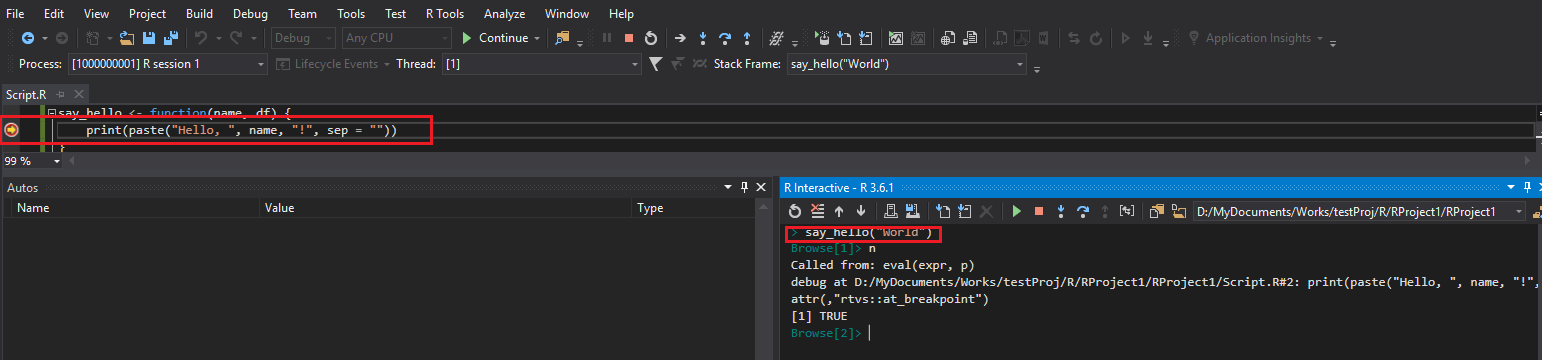 File Edit View Project Build Debug Team Tools Test R Tools Analyze Window Help
Debug Any CPU Continue Application Insights
Process: [1000000001] R session 1 Lifecycle Events Thread: [1] Stack Frame: say_hello("World")
Script.R
say_hello <- function(name, df) {
print(paste("Hello, ", name, "!", sep = ""))
}
99 %
Autos
Name Value Type
R Interactive - R 3.6.1
D:/MyDocuments/Works/testProj/R/RProject1/RProject1
> say_hello("World")
Browse[1]> n
Called from: eval(expr, p)
debug at D:/MyDocuments/Works/testProj/R/RProject1/RProject1/Script.R#2: print(paste("Hello, ", name, "!",
attr(,"rtvs::at_breakpoint")
[1] TRUE
Browse[2]>